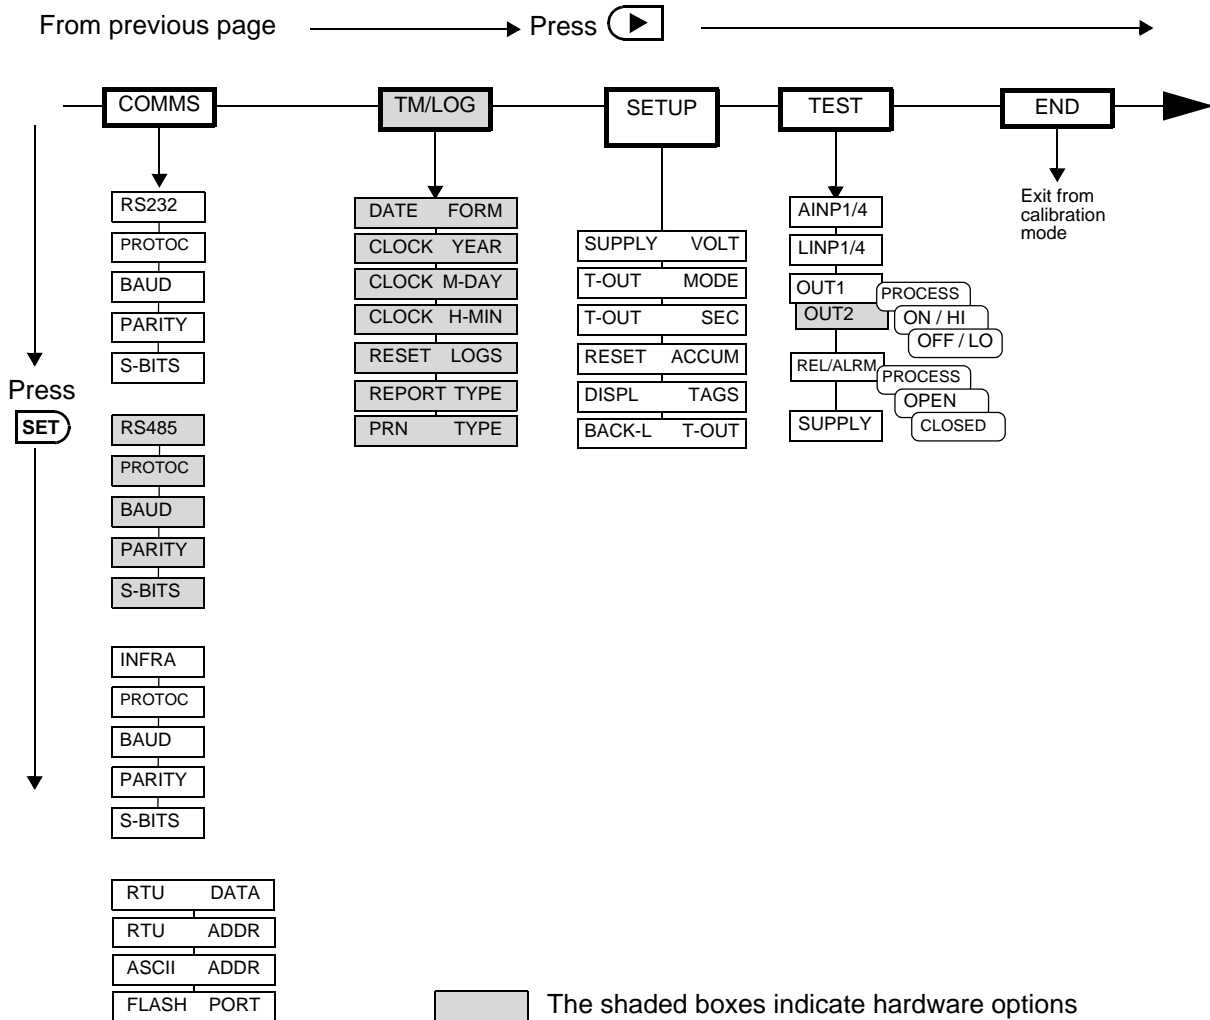 From previous page
Press
COMMS
TM/LOG
SETUP
TEST
END
Press
SET
RS232
PROTOC
BAUD
PARITY
S-BITS
RS485
PROTOC
BAUD
PARITY
S-BITS
INFRA
PROTOC
BAUD
PARITY
S-BITS
RTU DATA
RTU ADDR
ASCII ADDR
FLASH PORT
DATE FORM
CLOCK YEAR
CLOCK M-DAY
CLOCK H-MIN
RESET LOGS
REPORT TYPE
PRN TYPE
SUPPLY VOLT
T-OUT MODE
T-OUT SEC
RESET ACCUM
DISPL TAGS
BACK-L T-OUT
AINP1/4
LINP1/4
OUT1
OUT2
PROCESS
ON / HI
OFF / LO
REL/ALRM
PROCESS
OPEN
CLOSED
SUPPLY
Exit from
calibration
mode
The shaded boxes indicate hardware options